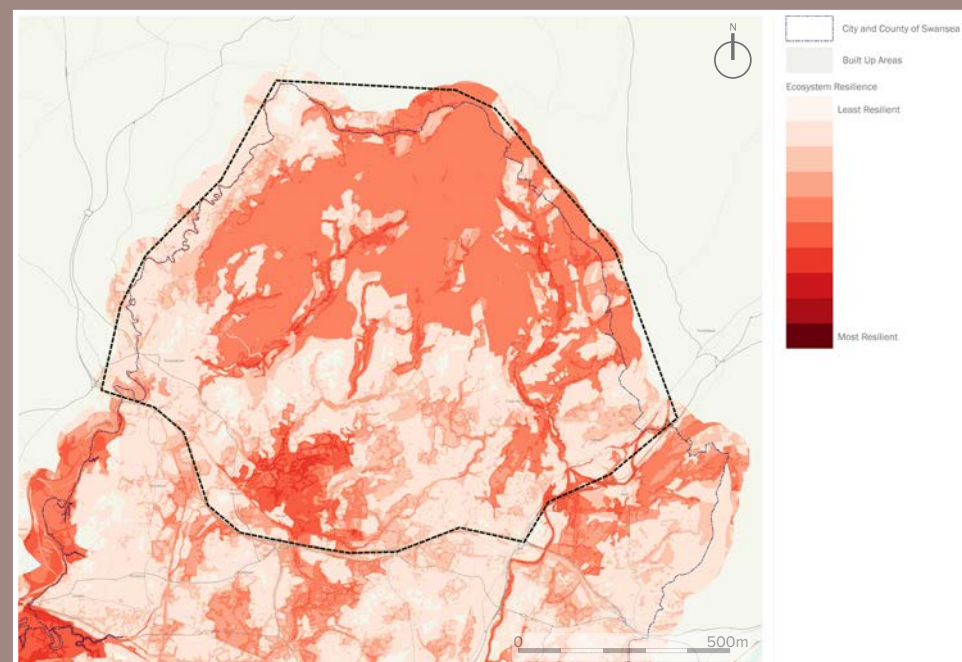 N
City and County of Swansea
Built Up Areas
Ecosystem Resilience
Least Resilient
Most Resilient
0
500m